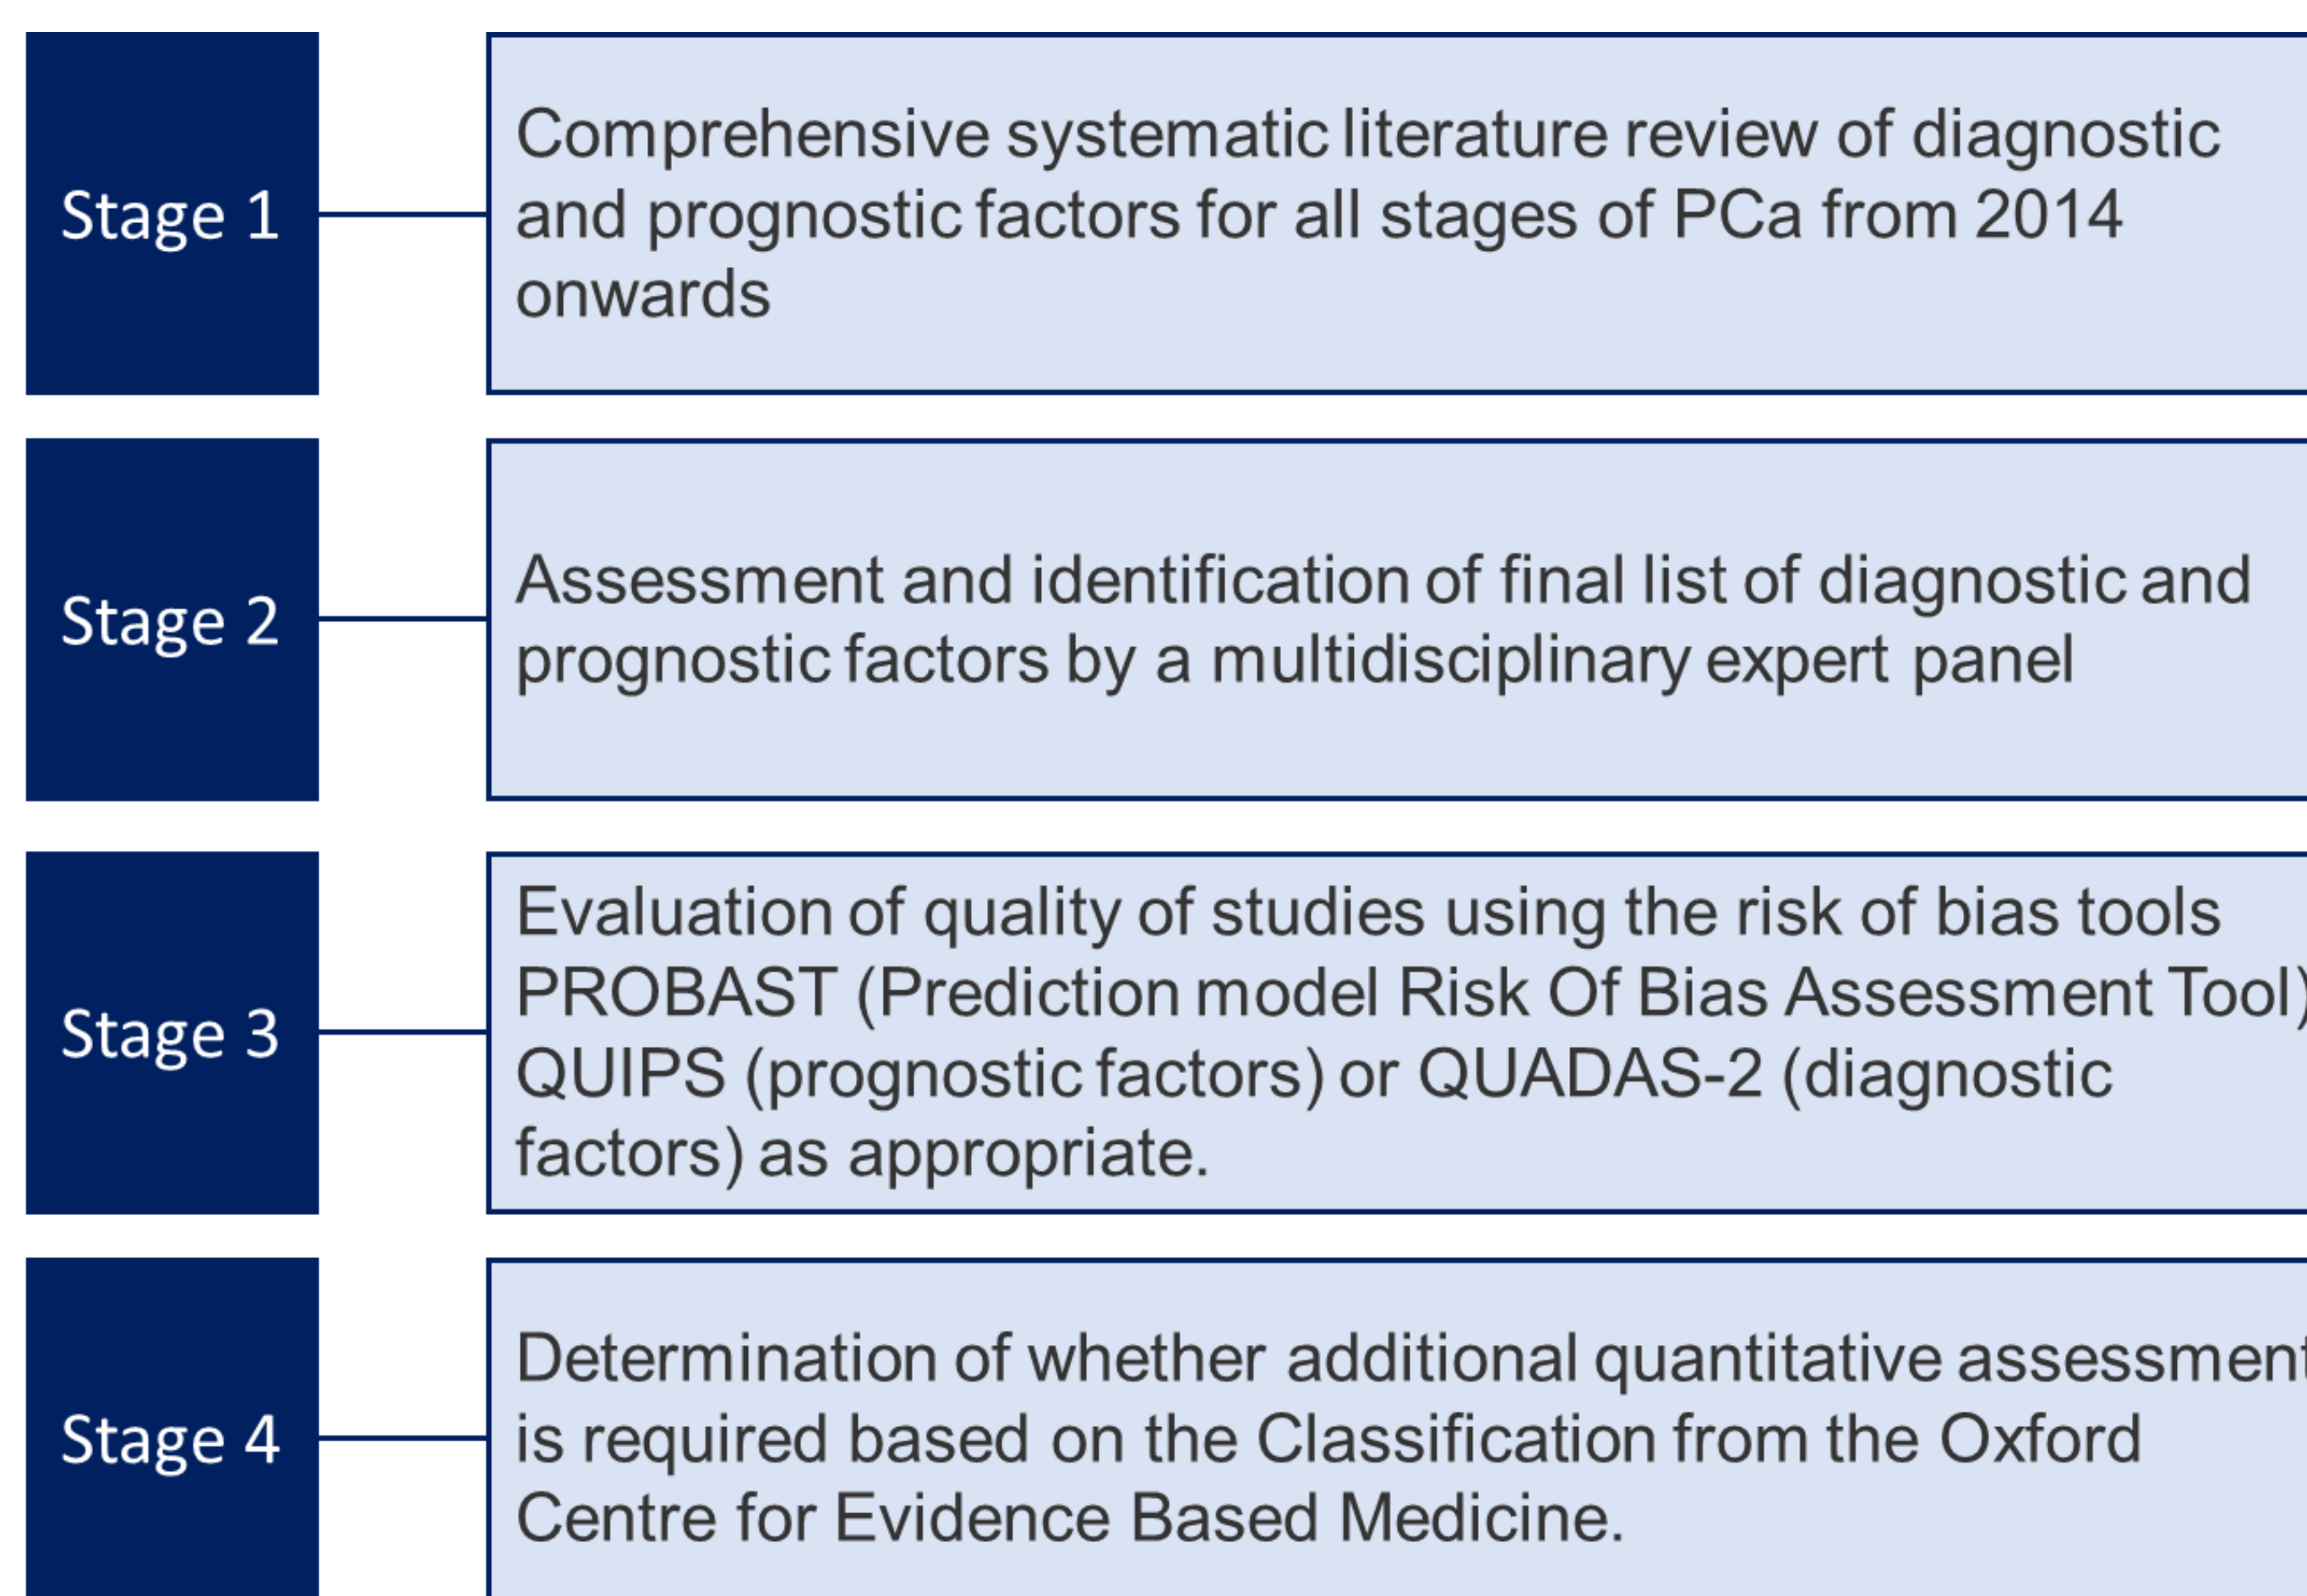 Stage 1
Comprehensive systematic literature review of diagnostic
and prognostic factors for all stages of PCa from 2014
onwards
Stage 2
Assessment and identification of final list of diagnostic and
prognostic factors by a multidisciplinary expert panel
Stage 3
Evaluation of quality of studies using the risk of bias tools
PROBAST (Prediction model Risk Of Bias Assessment Tool)
QUIPS (prognostic factors) or QUADAS-2 (diagnostic
factors) as appropriate.
Stage 4
Determination of whether additional quantitative assessment
is required based on the Classification from the Oxford
Centre for Evidence Based Medicine.